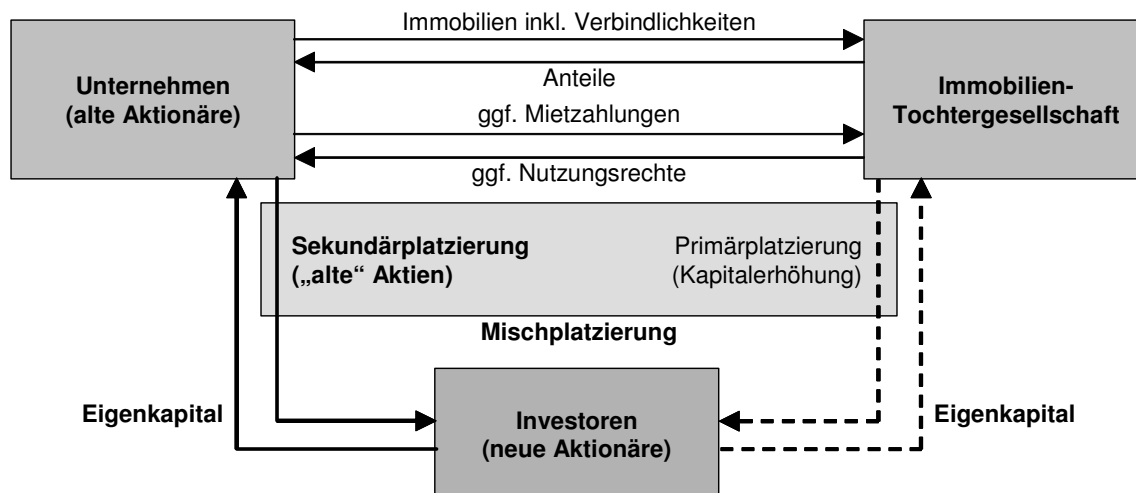 Immobilien inkl. Verbindlichkeiten
Unternehmen
(alte Aktionäre)
Anteile
ggf. Mietzahlungen
ggf. Nutzungsrechte
Immobilien-
Tochtergesellschaft
Sekundärplatzierung
(„alte“ Aktien)
Primärplatzierung
(Kapitalerhöhung)
Mischplatzierung
Eigenkapital
Investoren
(neue Aktionäre)
Eigenkapital